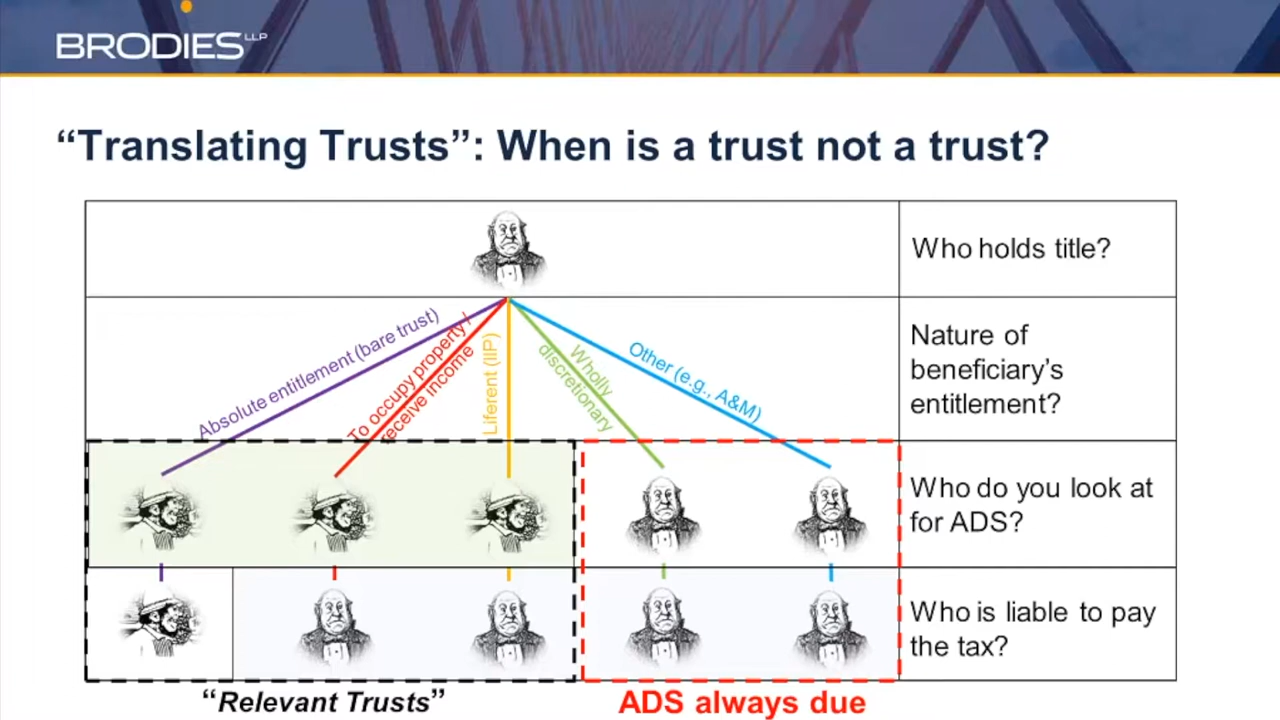 BRODIES LLP
“Translating Trusts”: When is a trust not a trust?
Who holds title?
Absolute entitlement (bare trust)
To occupy property /
receive income
Liferent (IIP)
Wholly
discretionary
Other (e.g., A&M)
Nature of
beneficiary’s
entitlement?
Who do you look at
for ADS?
Who is liable to pay
the tax?
“Relevant Trusts”
ADS always due